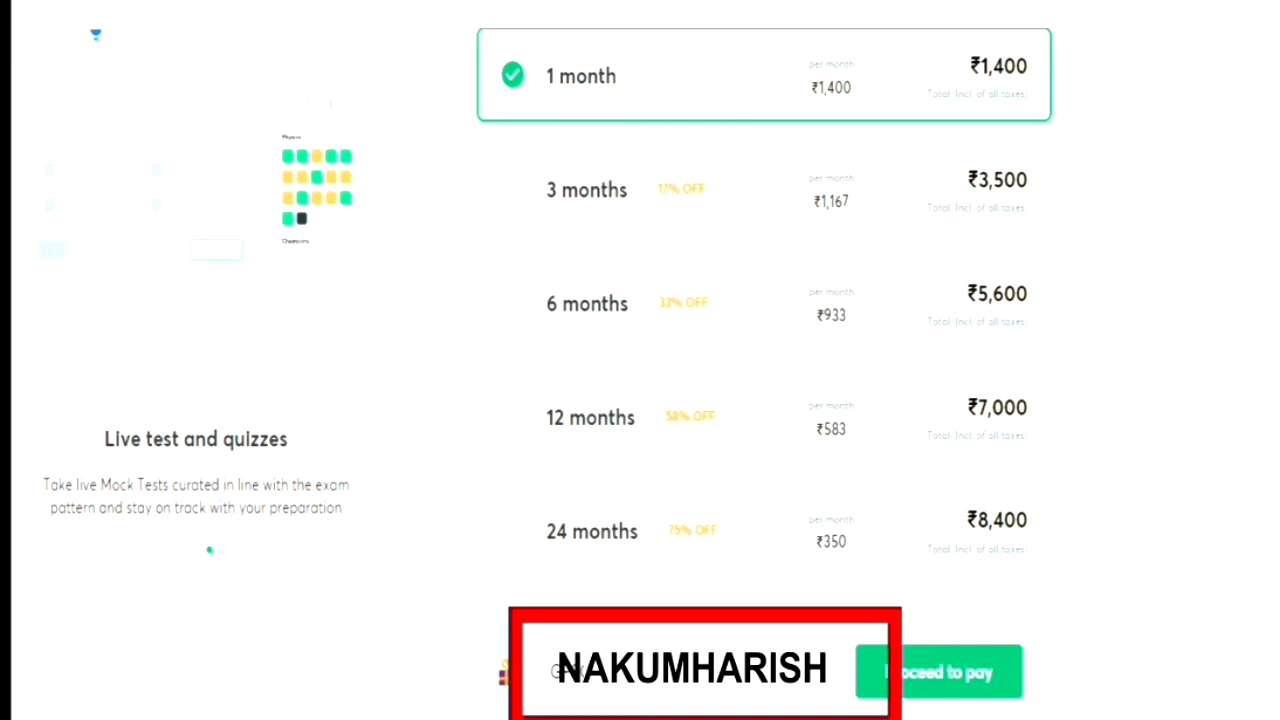 1 month
per month
₹1,400
₹1,400
Total (Incl. of all taxes)
3 months
17% OFF
per month
₹1,167
₹3,500
Total (Incl. of all taxes)
6 months
33% OFF
per month
₹933
₹5,600
Total (Incl. of all taxes)
12 months
58% OFF
per month
₹583
₹7,000
Total (Incl. of all taxes)
24 months
75% OFF
per month
₹350
₹8,400
Total (Incl. of all taxes)
Physics
Chemistry
Live test and quizzes
Take live Mock Tests curated in line with the exam
pattern and stay on track with your preparation
NAKUMHARISH
to pay